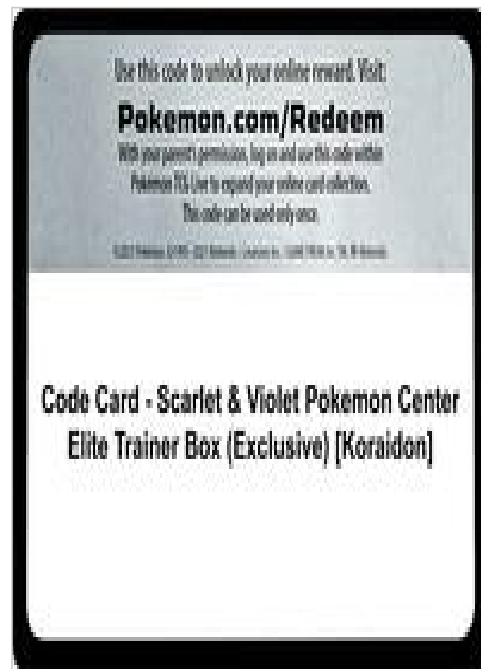 Use this code to unlock your online reward. Visit:
Pokemon.com/Redeem
With your parent's permission, log on and use this code within
Pokémon TCG Live to expand your online card collection.
This code can be used only once.
Code Card - Scarlet & Violet Pokemon Center
Elite Trainer Box (Exclusive) [Koraidon]